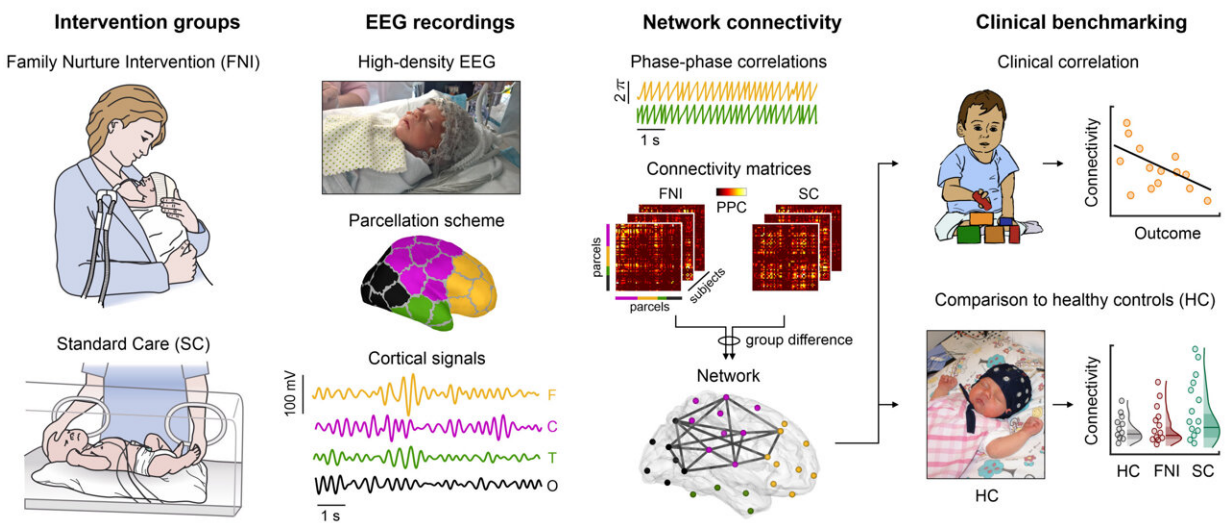 Intervention groups
Family Nurture Intervention (FNI)
Standard Care (SC)
EEG recordings
High-density EEG
Parcellation scheme
Cortical signals
100 mV
F
C
T
O
1 s
Network connectivity
Phase-phase correlations
2 π
1 s
Connectivity matrices
FNI
PPC
SC
parcels
parcels
subjects
group difference
Network
Clinical benchmarking
Clinical correlation
Connectivity
Outcome
Comparison to healthy controls (HC)
HC
Connectivity
HC
FNI
SC